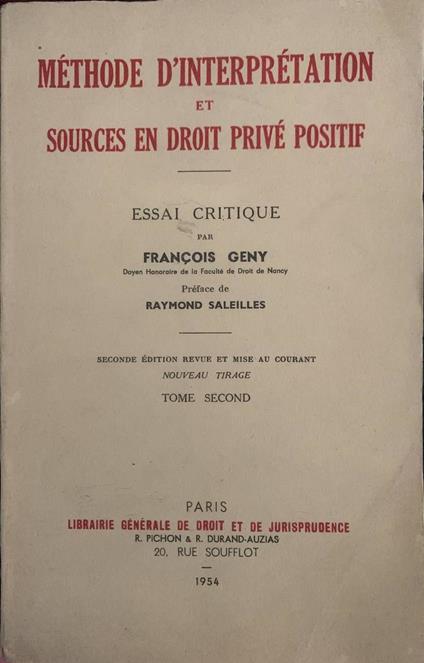 MÉTHODE D'INTERPRÉTATION
ET
SOURCES EN DROIT PRIVÉ POSITIF
ESSAI CRITIQUE
PAR
FRANÇOIS GENY
Doyen Honoraire de la Faculté de Droit de Nancy
Préface de
RAYMOND SALEILLES
SECONDE ÉDITION REVUE ET MISE AU COURANT
NOUVEAU TIRAGE
TOME SECOND
PARIS
LIBRAIRIE GÉNÉRALE DE DROIT ET DE JURISPRUDENCE
R. PICHON & R. DURAND-AUZIAS
20, RUE SOUFFLOT
1954